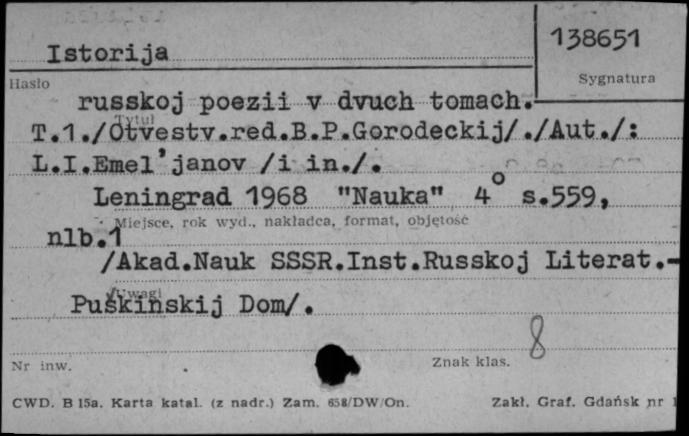 Istorija
138651
Hasło
Sygnatura
russkoj poezii v dvuch tomach.
Tytuł
T.1./Otvestv.red.B.P.Gorodeckij/./Aut./:
L.I.Emel'janov /i in./.
Leningrad 1968 "Nauka" 4° s.559,
Miejsce, rok wyd., nakładca, format, objętość
nlb.1
/Akad.Nauk SSSR.Inst.Russkoj Literat.-
Uwagi
Puškinskij Dom/.
8
Nr inw.
Znak klas.
CWD. B 15a. Karta katal. (z nadr.) Zam. 658/DW/On.
Zakł. Graf. Gdańsk nr 1